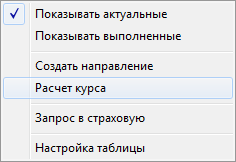 Показывать актуальные
Показывать выполненные
Создать направление
Расчет курса
Запрос в страховую
Настройка таблицы